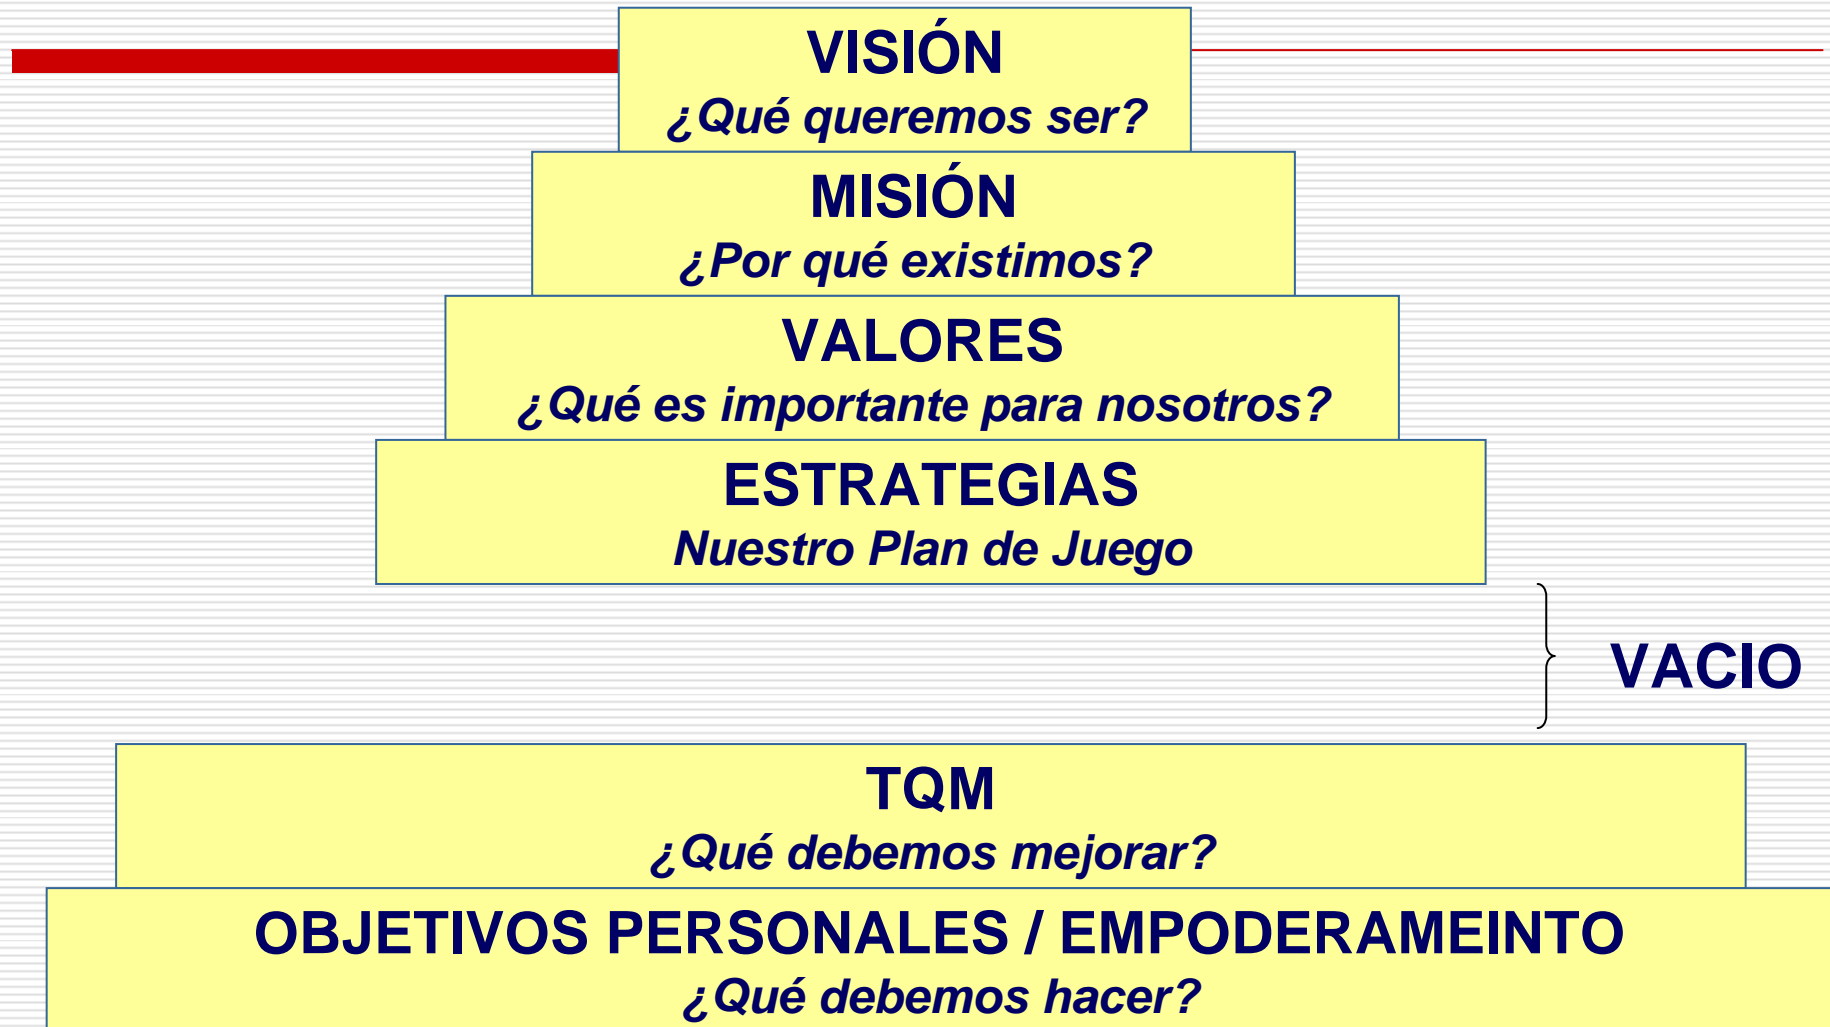 VISIÓN
¿Qué queremos ser?
MISIÓN
¿Por qué existimos?
VALORES
¿Qué es importante para nosotros?
ESTRATEGIAS
Nuestro Plan de Juego
VACIO
TQM
¿Qué debemos mejorar?
OBJETIVOS PERSONALES / EMPODERAMEINTO
¿Qué debemos hacer?